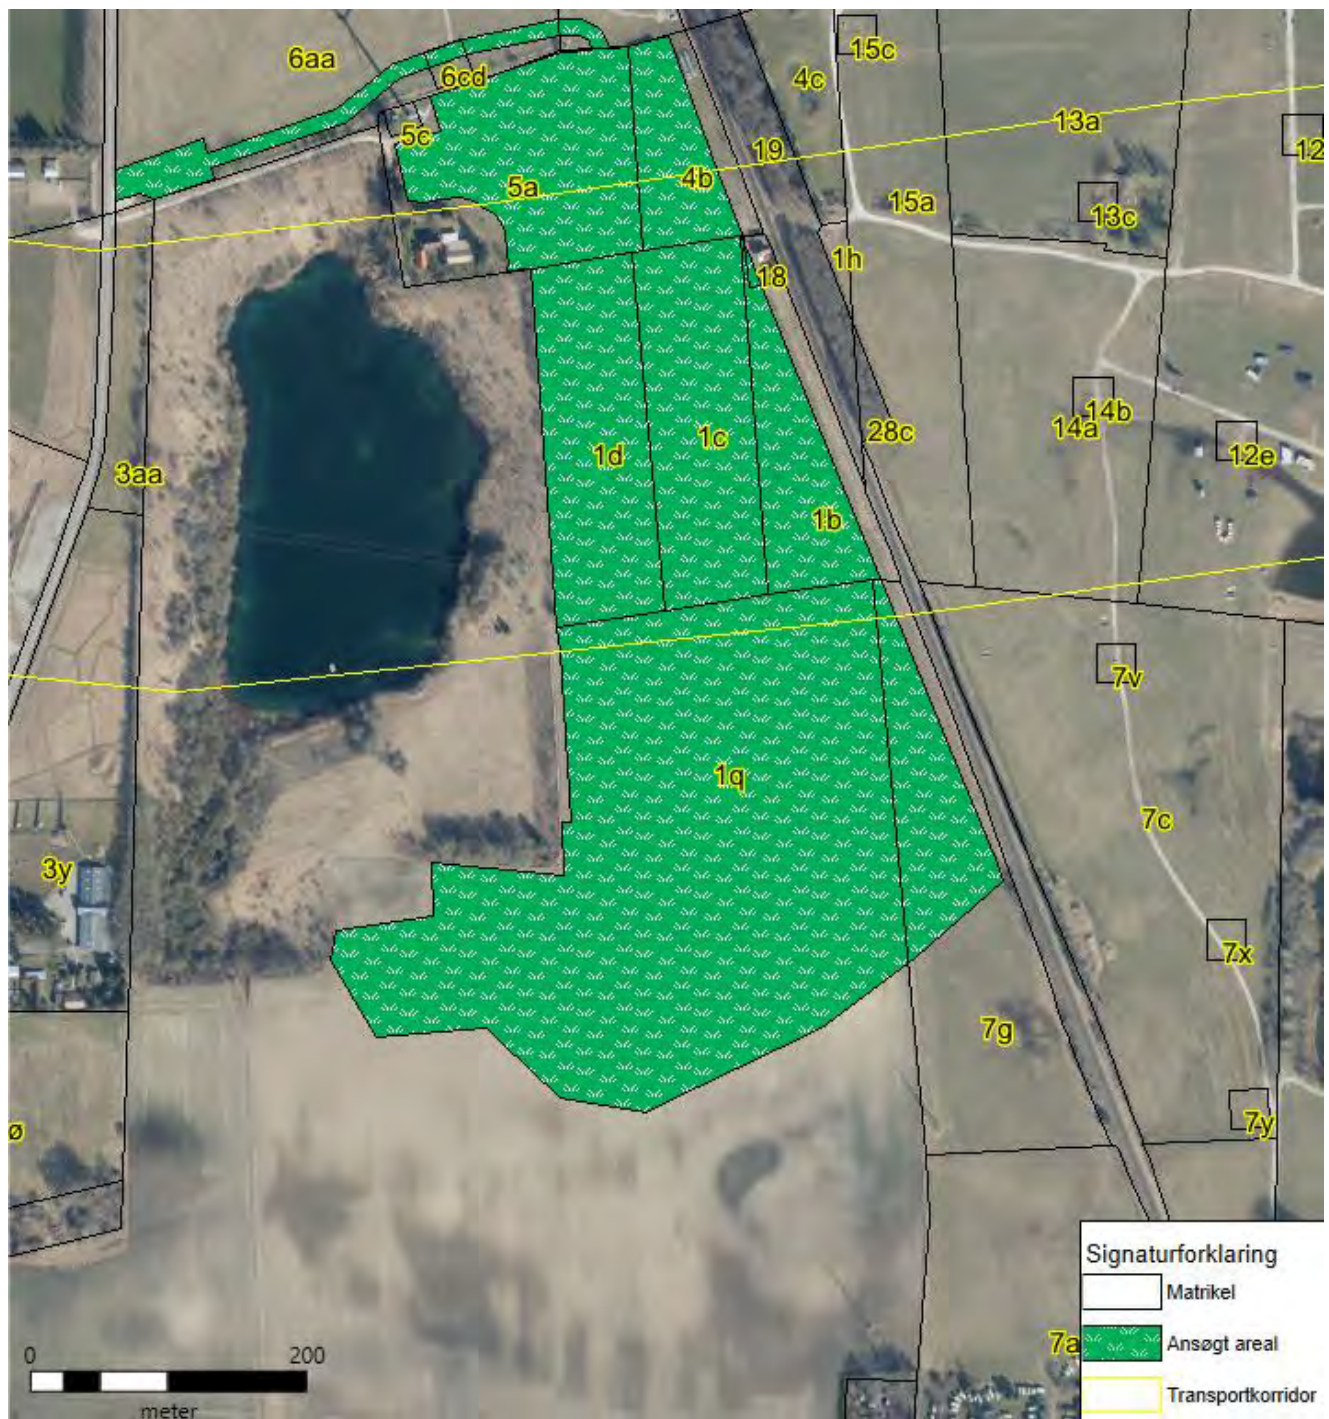 15c
6aa
6cd
4c
13a
12
5c
19
5a
4b
15a
13c
1h
18
14b
14a
28c
1c
1d
12e
3aa
1b
7v
1q
7c
3y
7x
7g
7y
ø
Signaturforklaring
Matrikel
7a
Ansøgt areal
0 200
Transportkorridor
meter